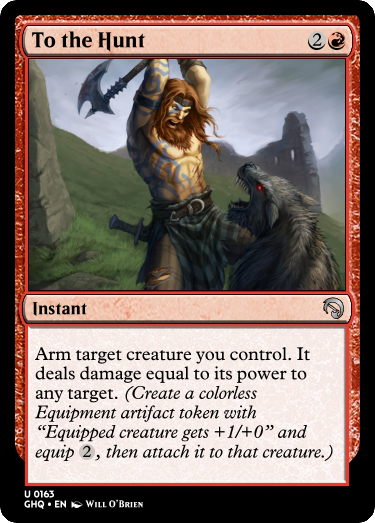 To the Hunt 2
Instant
Arm target creature you control. It
deals damage equal to its power to
any target. (Create a colorless
Equipment artifact token with
“Equipped creature gets +1/+0” and
equip 2, then attach it to that creature.)
U 0163
GHQ • EN Will O'Brien